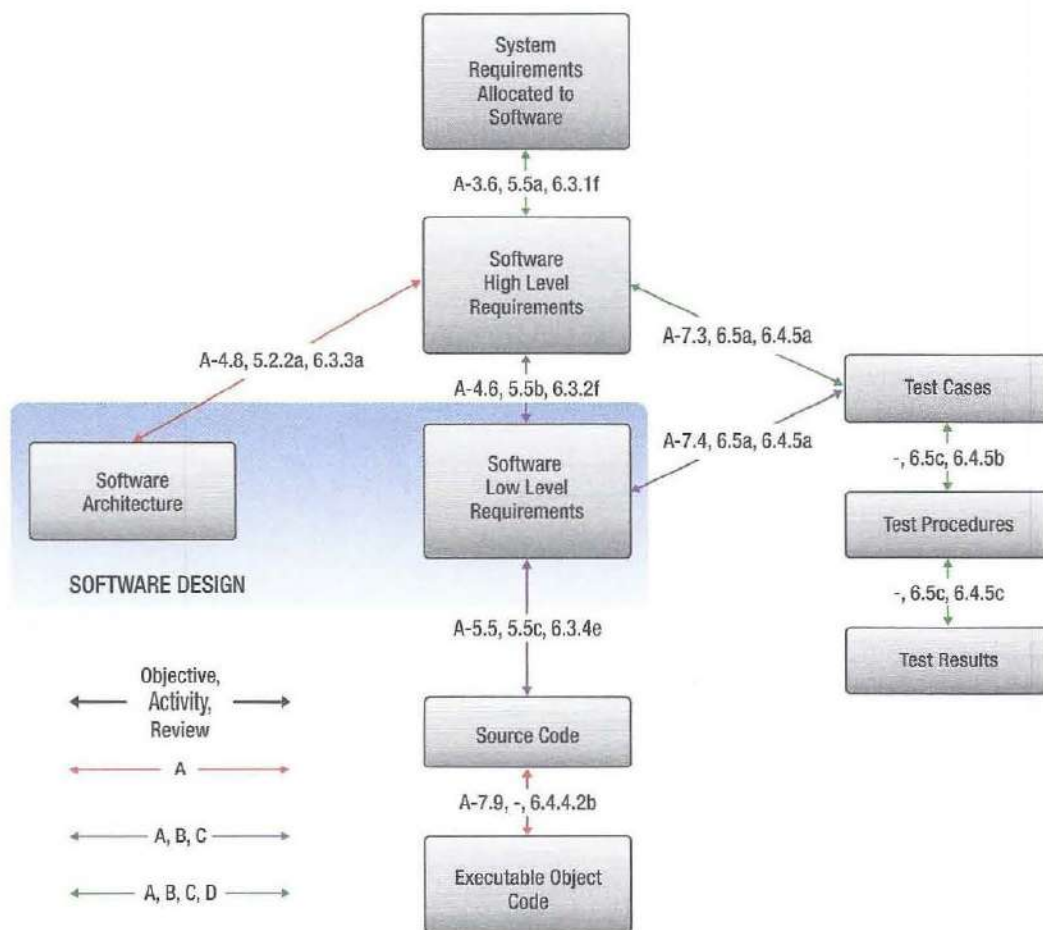 System
Requirements
Allocated to
Software
A-3.6, 5.5a, 6.3.1f
Software
High Level
Requirements
A-4.8, 5.2.2a, 6.3.3a
A-7.3, 6.5a, 6.4.5a
A-4.6, 5.5b, 6.3.2f
Test Cases
A-7.4, 6.5a, 6.4.5a
Software
Architecture
Software
Low Level
Requirements
-, 6.5c, 6.4.5b
Test Procedures
SOFTWARE DESIGN
-, 6.5c, 6.4.5c
A-5.5, 5.5c, 6.3.4e
Test Results
Objective,
Activity,
Review
Source Code
A
A-7.9, -, 6.4.4.2b
A, B, C
Executable Object
Code
A, B, C, D